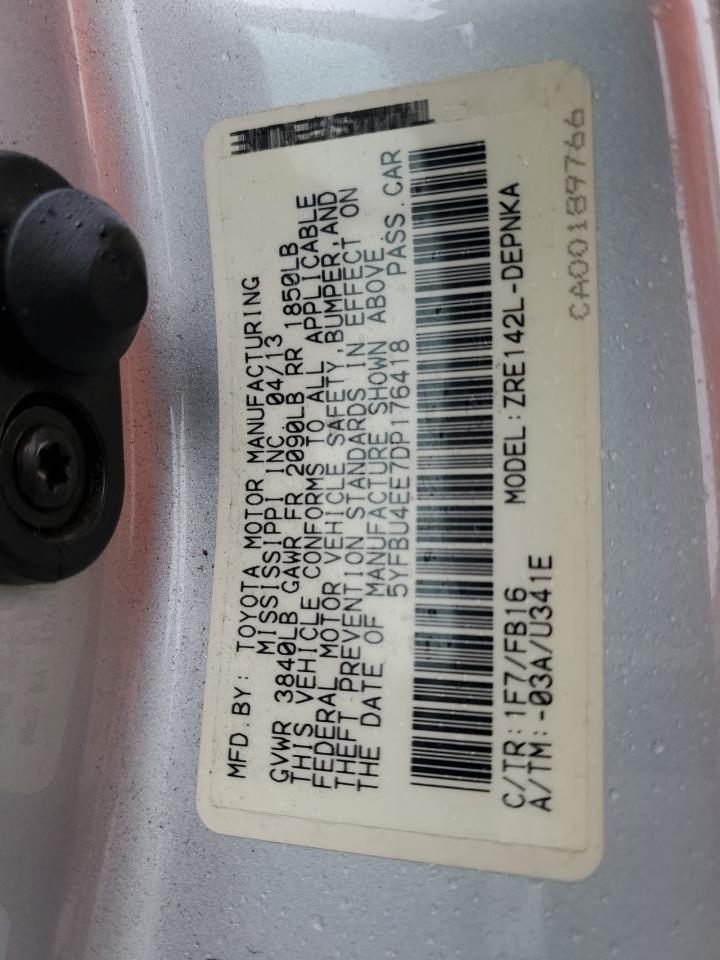 MFD.BY: TOYOTA MOTOR MANUFACTURING
MISSISSIPPI INC. 04/13
GVWR 3840LB GAWR FR 2090LB RR 1850LB
THIS VEHICLE CONFORMS TO ALL APPLICABLE
FEDERAL MOTOR VEHICLE SAFETY, BUMPER, AND
THEFT PREVENTION STANDARDS IN EFFECT ON
THE DATE OF MANUFACTURE SHOWN ABOVE.
5YFBU4EE7DP176418 PASS.CAR
C/TR:1F7/FB16 MODEL:ZRE142L-DEPNKA
A/TM:-03A/U341E
CA00189766